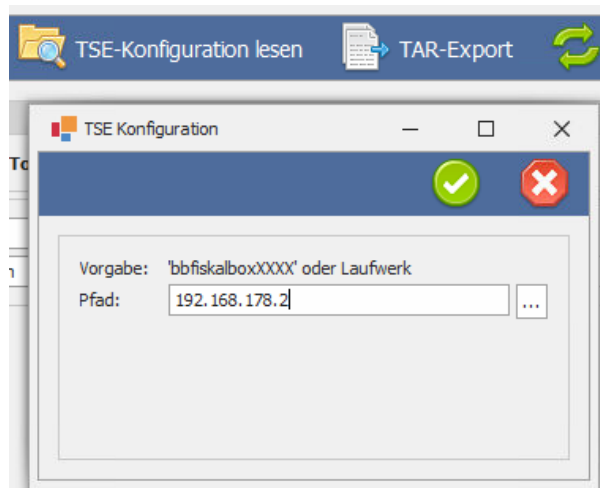 TSE-Konfiguration lesen
TAR-Export
TSE Konfiguration
Vorgabe: 'bbfiskalboxXXXX' oder Laufwerk
Pfad: 192.168.178.2
...